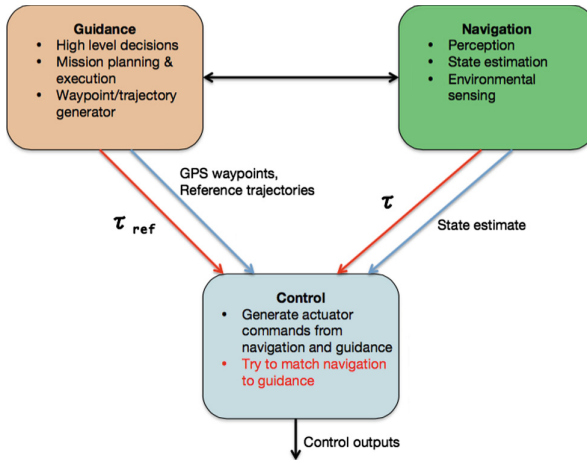 Guidance
• High level decisions
• Mission planning &
execution
• Waypoint/trajectory
generator
Navigation
• Perception
• State estimation
• Environmental
sensing
GPS waypoints,
Reference trajectories
τ ref
τ
State estimate
Control
• Generate actuator
commands from
navigation and guidance
• Try to match navigation
to guidance
Control outputs